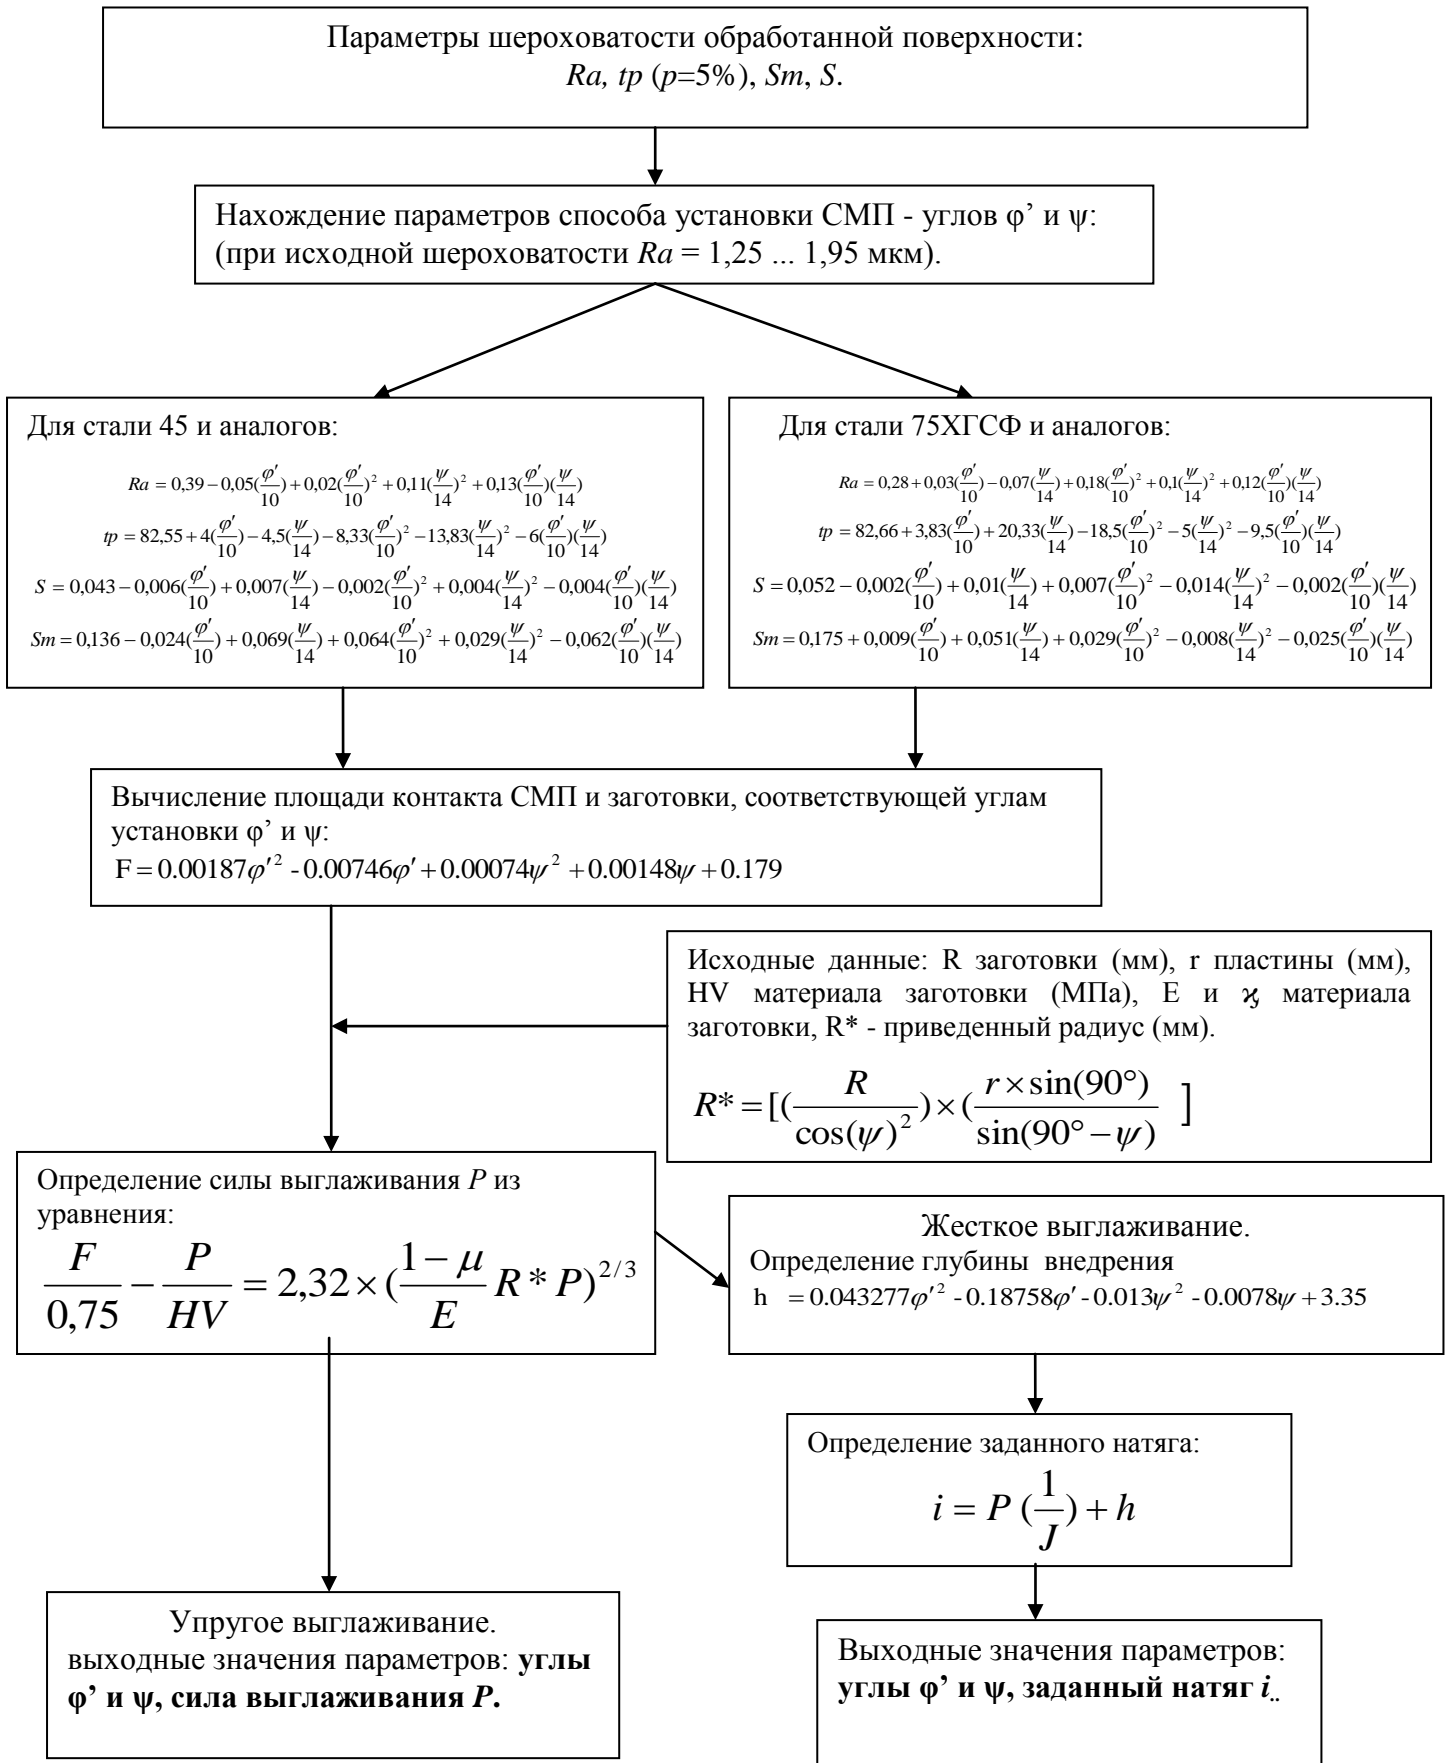 Параметры шероховатости обработанной поверхности:
Ra, tp (p=5%), Sm, S.
Нахождение параметров способа установки СМП - углов φ’ и ψ:
(при исходной шероховатости Ra = 1,25 ... 1,95 мкм).
Для стали 45 и аналогов:
Ra = 0,39 − 0,05(φ′/10) + 0,02(φ′/10)² + 0,11(ψ/14)² + 0,13(φ′/10)(ψ/14)
tp = 82,55 + 4(φ′/10) − 4,5(ψ/14) − 8,33(φ′/10)² − 13,83(ψ/14)² − 6(φ′/10)(ψ/14)
S = 0,043 − 0,006(φ′/10) + 0,007(ψ/14) − 0,002(φ′/10)² + 0,004(ψ/14)² − 0,004(φ′/10)(ψ/14)
Sm = 0,136 − 0,024(φ′/10) + 0,069(ψ/14) + 0,064(φ′/10)² + 0,029(ψ/14)² − 0,062(φ′/10)(ψ/14)
Для стали 75ХГСФ и аналогов:
Ra = 0,28 + 0,03(φ′/10) − 0,07(ψ/14) + 0,18(φ′/10)² + 0,1(ψ/14)² + 0,12(φ′/10)(ψ/14)
tp = 82,66 + 3,83(φ′/10) + 20,33(ψ/14) − 18,5(φ′/10)² − 5(ψ/14)² − 9,5(φ′/10)(ψ/14)
S = 0,052 − 0,002(φ′/10) + 0,01(ψ/14) + 0,007(φ′/10)² − 0,014(ψ/14)² − 0,002(φ′/10)(ψ/14)
Sm = 0,175 + 0,009(φ′/10) + 0,051(ψ/14) + 0,029(φ′/10)² − 0,008(ψ/14)² − 0,025(φ′/10)(ψ/14)
Вычисление площади контакта СМП и заготовки, соответствующей углам
установки φ’ и ψ:
F = 0.00187φ′² - 0.00746φ′ + 0.00074ψ² + 0.00148ψ + 0.179
Исходные данные: R заготовки (мм), r пластины (мм),
HV материала заготовки (МПа), E и ϗ материала
заготовки, R* - приведенный радиус (мм).
R* = [(R/cos(ψ)²) × (r × sin(90°)/sin(90° − ψ) ]
Определение силы выглаживания P из
уравнения:
F/0,75 − P/HV = 2,32 × ((1 − μ)/E R * P)^2/3
Жесткое выглаживание.
Определение глубины внедрения
h = 0.043277φ′² - 0.18758φ′ - 0.013ψ² - 0.0078ψ + 3.35
Определение заданного натяга:
i = P (1/J) + h
Упругое выглаживание.
выходные значения параметров: углы
φ’ и ψ, сила выглаживания P.
Выходные значения параметров:
углы φ’ и ψ, заданный натяг i..